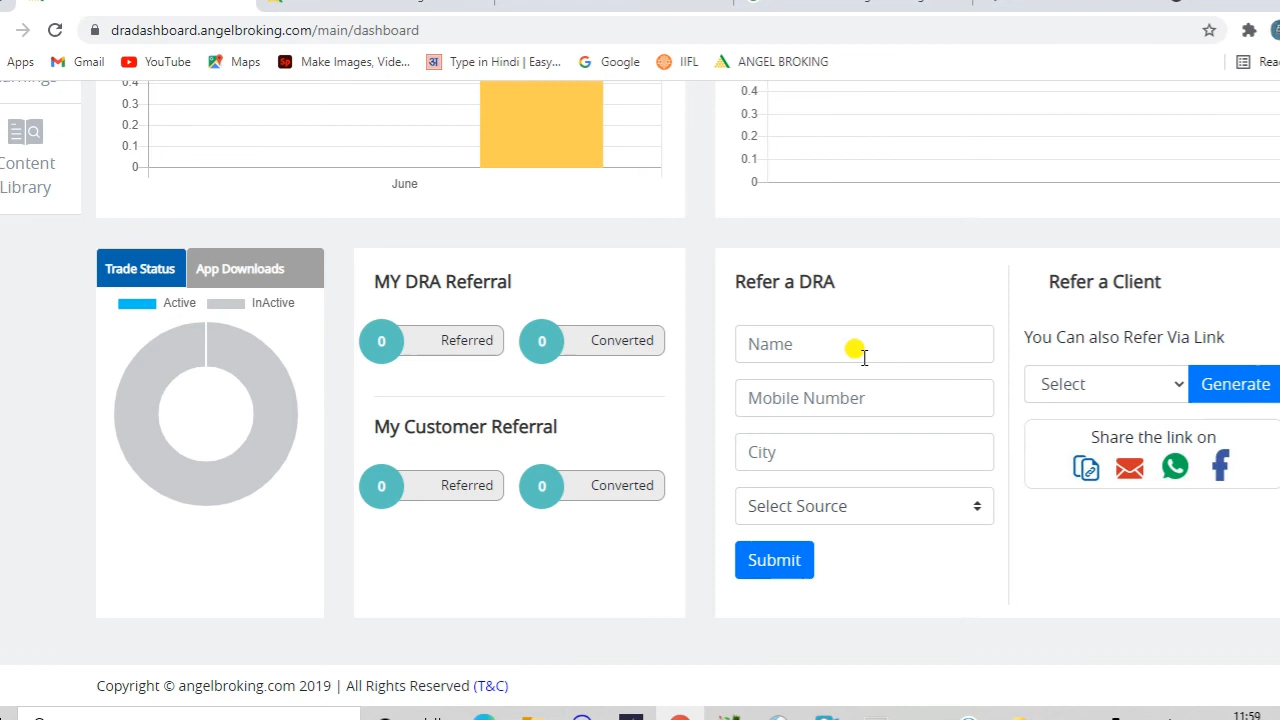 dradashboard.angelbroking.com/main/dashboard
Apps Gmail YouTube Maps Make Images, Vide... अ Type in Hindi | Easy... Google IIFL ANGEL BROKING
Content
Library
0.4
0.3
0.2
0.1
0
June
0.4
0.3
0.2
0.1
0
Trade Status App Downloads
Active InActive
MY DRA Referral
0 Referred 0 Converted
My Customer Referral
0 Referred 0 Converted
Refer a DRA
Name
Mobile Number
City
Select Source
Submit
Refer a Client
You Can also Refer Via Link
Select Generate
Share the link on
Copyright © angelbroking.com 2019 | All Rights Reserved (T&C)
11:59